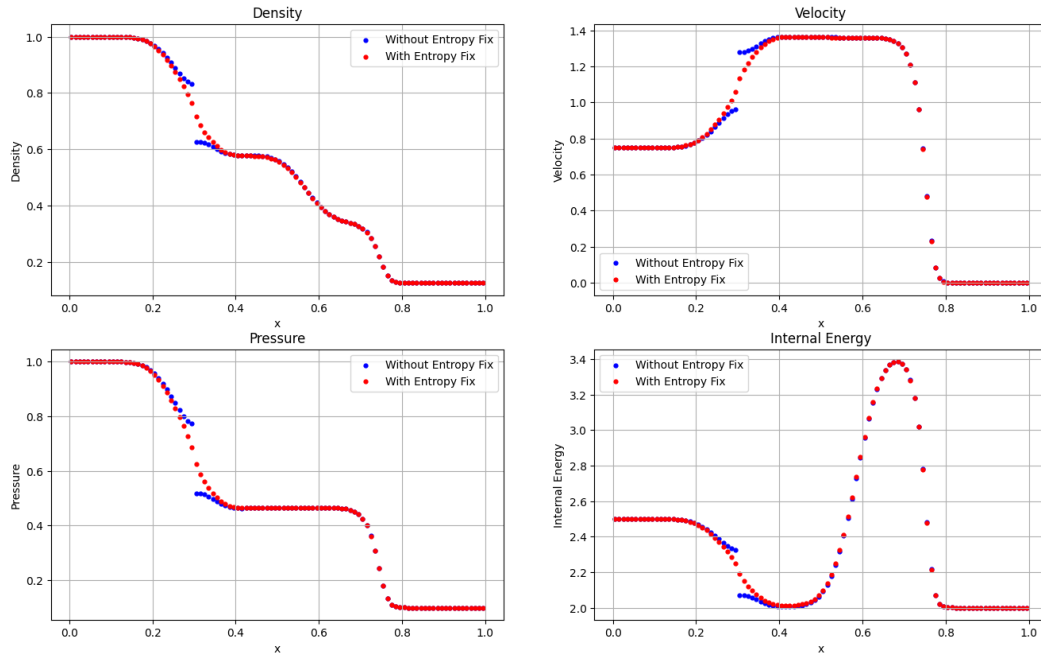 Density
1.0
0.8
0.6
0.4
0.2
Density
Without Entropy Fix
With Entropy Fix
0.0 0.2 0.4 0.6 0.8 1.0
x
Velocity
1.4
1.2
1.0
0.8
0.6
0.4
0.2
0.0
Velocity
Without Entropy Fix
With Entropy Fix
0.0 0.2 0.4 0.6 0.8 1.0
x
Pressure
1.0
0.8
0.6
0.4
0.2
Pressure
Without Entropy Fix
With Entropy Fix
0.0 0.2 0.4 0.6 0.8 1.0
x
Internal Energy
3.4
3.2
3.0
2.8
2.6
2.4
2.2
2.0
Internal Energy
Without Entropy Fix
With Entropy Fix
0.0 0.2 0.4 0.6 0.8 1.0
x